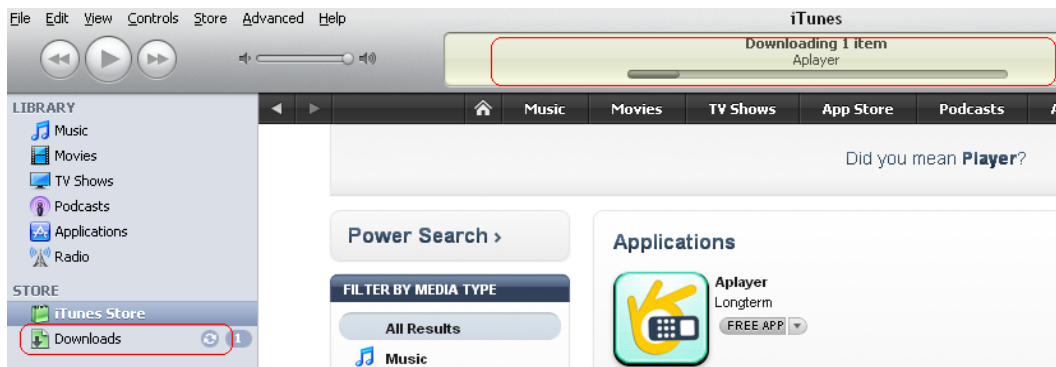 File Edit View Controls Store Advanced Help
iTunes
Downloading 1 item
Aplayer
LIBRARY
Music
Movies
TV Shows
Podcasts
Applications
Radio
STORE
iTunes Store
Downloads 1
Music Movies TV Shows App Store Podcasts
Did you mean Player?
Power Search ›
FILTER BY MEDIA TYPE
All Results
Music
Applications
Aplayer
Longterm
FREE APP